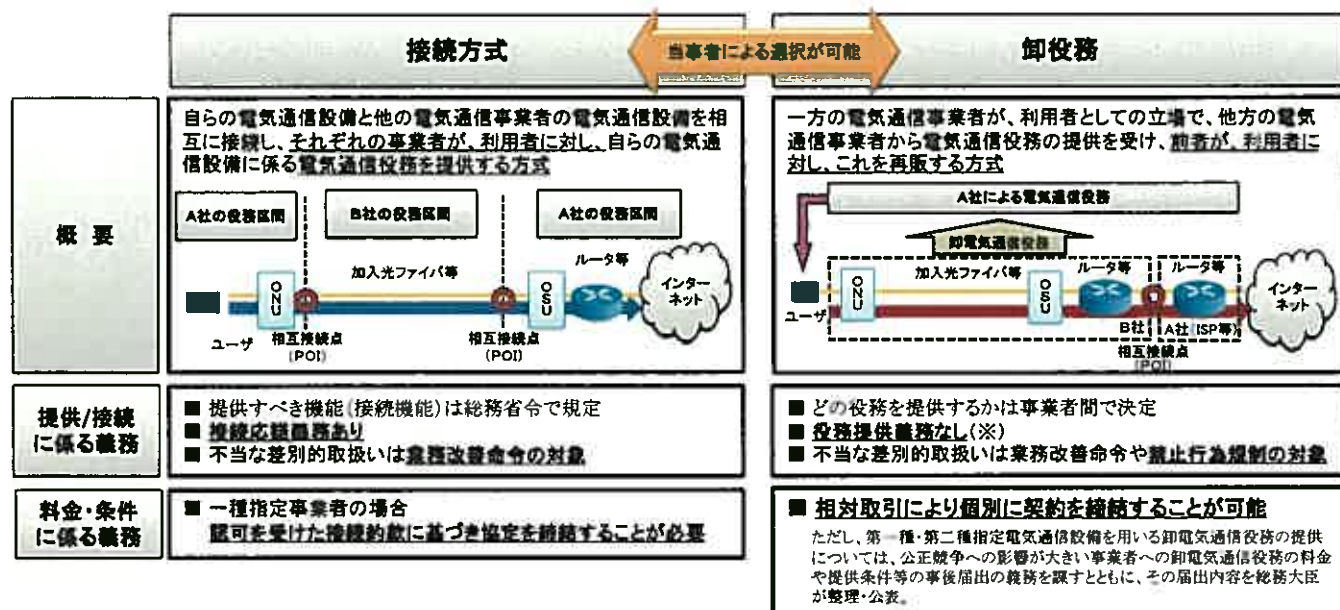 接続方式
当事者による選択が可能
卸役務
概要
自らの電気通信設備と他の電気通信事業者の電気通信設備を相
互に接続し、それぞれの事業者が、利用者に対し、自らの電気通
信設備に係る電気通信役務を提供する方式
A社の役務区間
B社の役務区間
A社の役務区間
加入光ファイバ等
ルータ等
ONU
OSU
インター
ネット
ユーザ
相互接続点
(POI)
相互接続点
(POI)
一方の電気通信事業者が、利用者としての立場で、他方の電気
通信事業者から電気通信役務の提供を受け、前者が、利用者に
対し、これを再販する方式
A社による電気通信役務
卸電気通信役務
加入光ファイバ等
ルータ等
ルータ等
ONU
OSU
インター
ネット
ユーザ
B社
A社(ISP等)
相互接続点
(POI)
提供/接続
に係る義務
■ 提供すべき機能(接続機能)は総務省令で規定
■ 接続応諾義務あり
■ 不当な差別的取扱いは業務改善命令の対象
■ どの役務を提供するかは事業者間で決定
■ 役務提供義務なし(※)
■ 不当な差別的取扱いは業務改善命令や禁止行為規制の対象
料金・条件
に係る義務
■ 一種指定事業者の場合
認可を受けた接続約款に基づき協定を締結することが必要
■ 相対取引により個別に契約を締結することが可能
ただし、第一種・第二種指定電気通信設備を用いる卸電気通信役務の提供
については、公正競争への影響が大きい事業者への卸電気通信役務の料金
や提供条件等の事後届出の義務を課すとともに、その届出内容を総務大臣
が整理・公表。